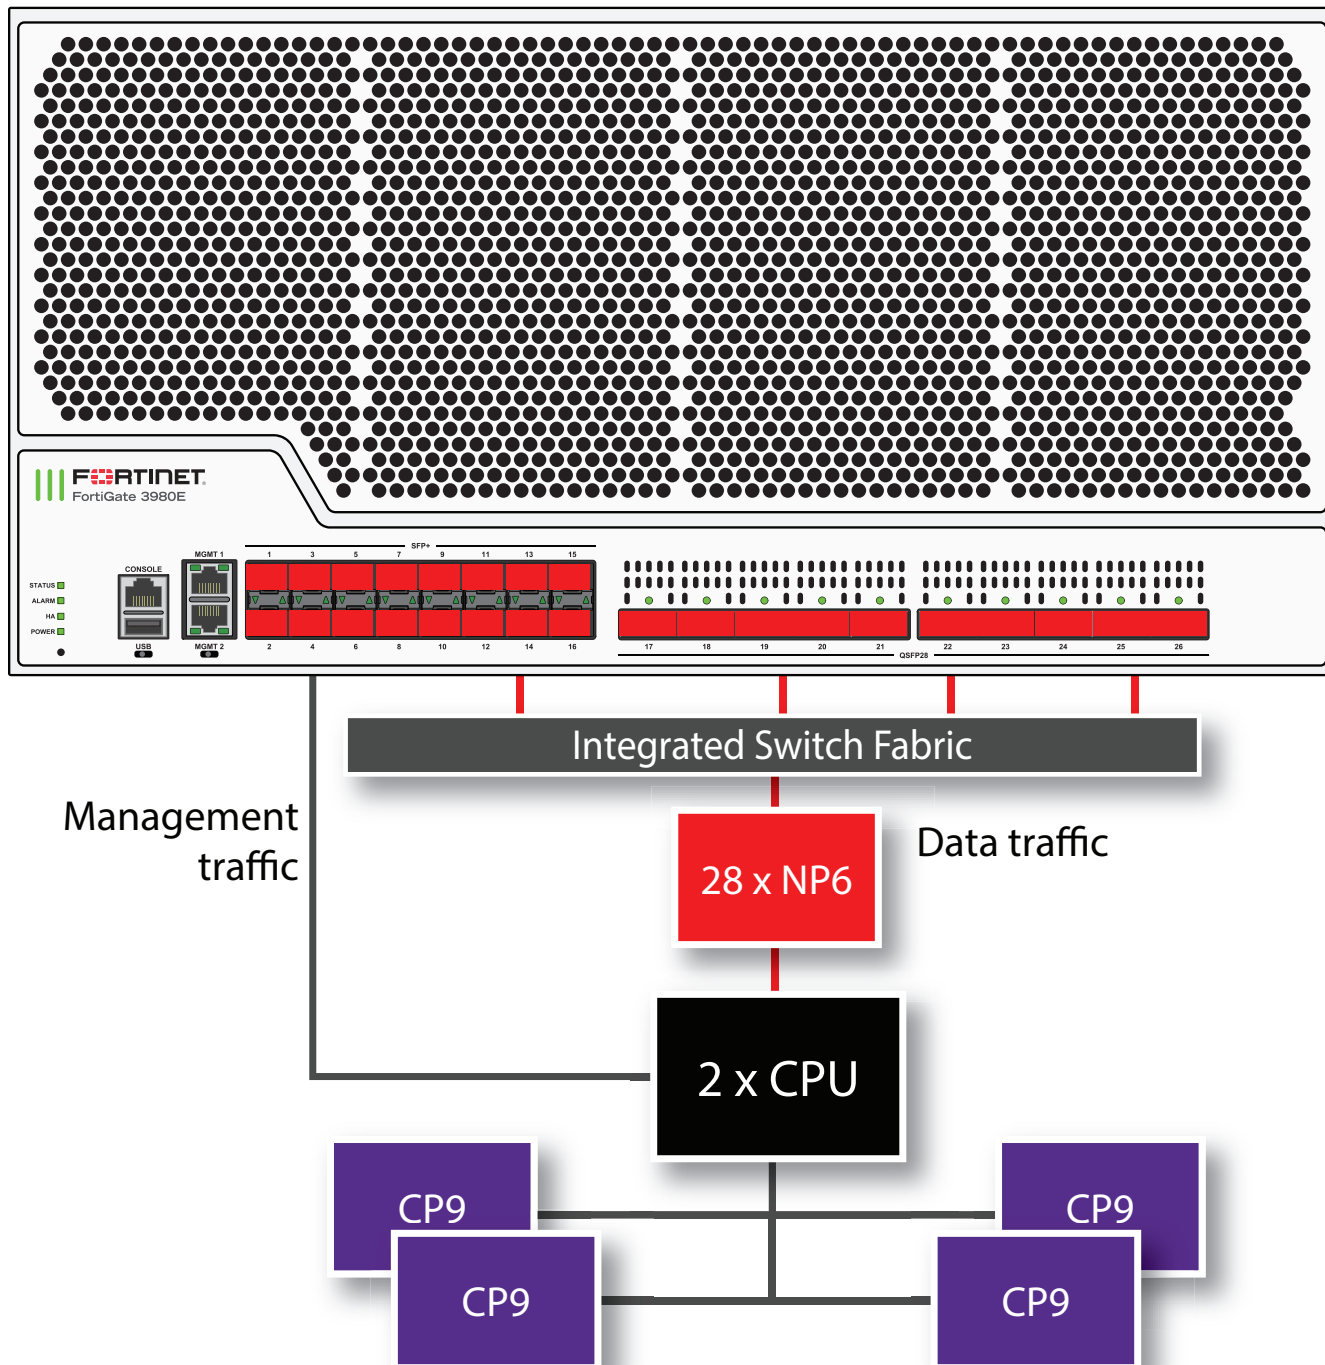 FORTINET.
FortiGate 3980E
STATUS
ALARM
HA
POWER
CONSOLE
USB
MGMT 1
MGMT 2
SFP+
1 3 5 7 9 11 13 15
2 4 6 8 10 12 14 16
17 18 19 20 21 22 23 24 25 26
QSFP28
Integrated Switch Fabric
Management
traffic
Data traffic
28 x NP6
2 x CPU
CP9
CP9
CP9
CP9